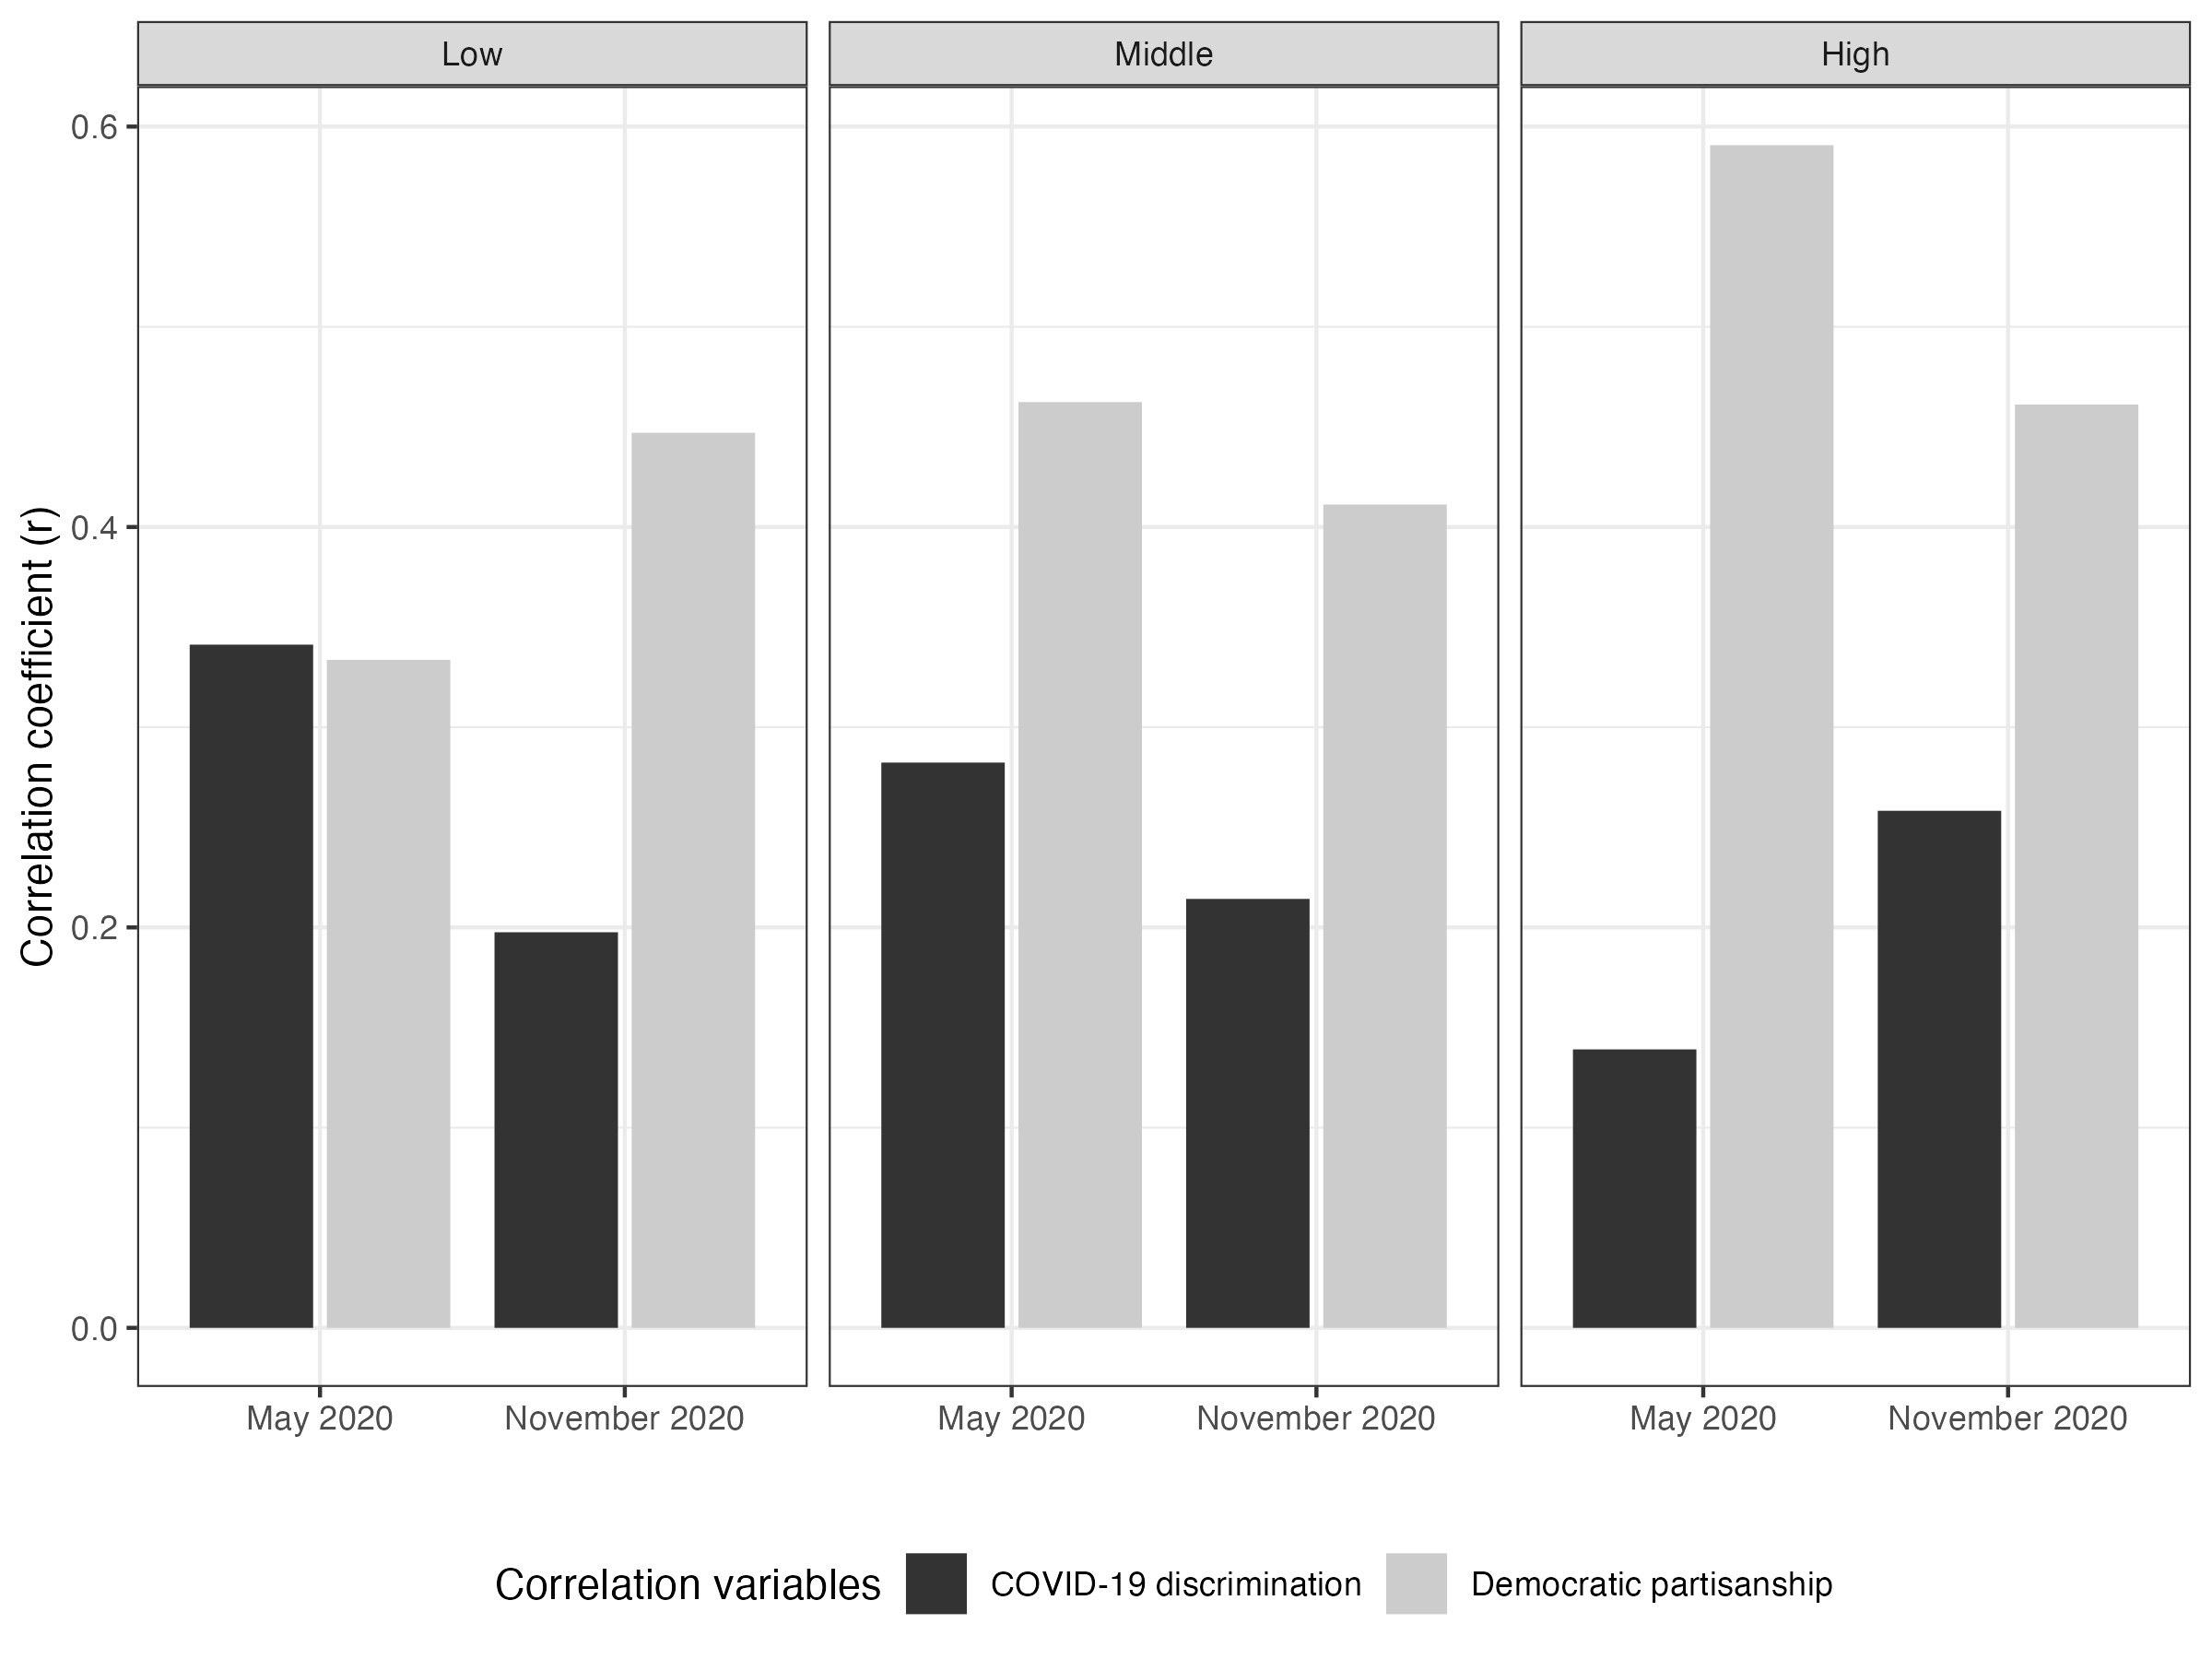 Low
Middle
High
Correlation coefficient (r)
0.6
0.4
0.2
0.0
May 2020
November 2020
May 2020
November 2020
May 2020
November 2020
Correlation variables
COVID-19 discrimination
Democratic partisanship